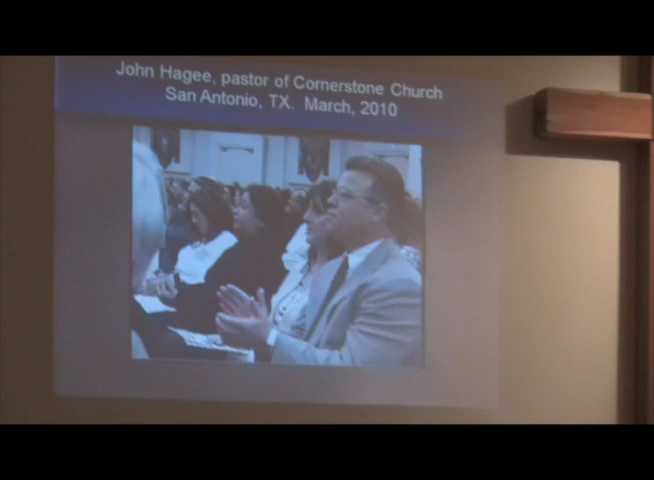 John Hagee, pastor of Cornerstone Church
San Antonio, TX. March, 2010